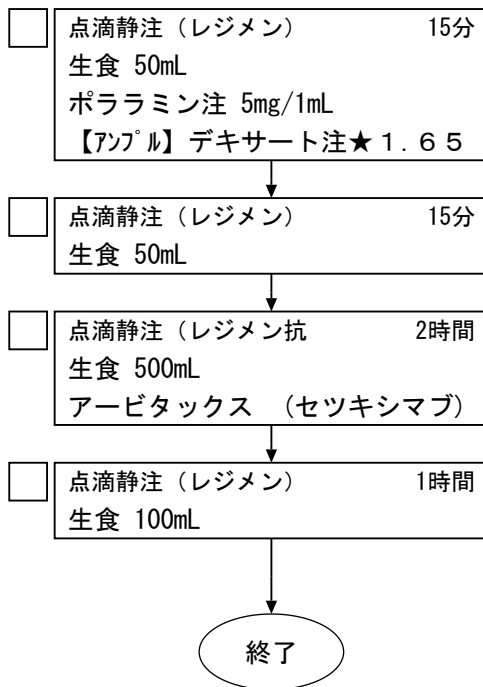 点滴静注（レジメン） 15分
生食 50mL
ポララミン注 5mg/1mL
【ｱﾝﾌﾟﾙ】デキサート注★１.６５
点滴静注（レジメン） 15分
生食 50mL
点滴静注（レジメン抗 2時間
生食 500mL
アービタックス （セツキシマブ）
点滴静注（レジメン） 1時間
生食 100mL
終了